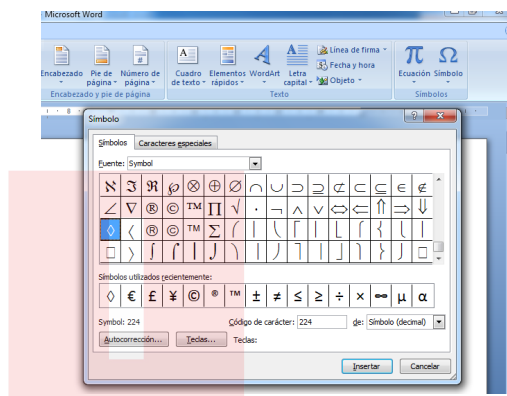 Microsoft Word
Encabezado
Pie de página
Número de página
Cuadro de texto
Elementos rápidos
WordArt
Letra capital
Línea de firma
Fecha y hora
Objeto
Ecuación
Símbolo
Encabezado y pie de página
Texto
Símbolos
Símbolo
Símbolos
Caracteres especiales
Fuente: Symbol
ℵ ℑ ℜ ℘ ⊗ ⊕ ∅ ∩ ∪ ⊃ ⊇ ⊄ ⊂ ⊆ ∈ ∉
∠ ∇ ® © ™ ∏ √ ⋅ ¬ ∧ ∨ ⇔ ⇐ ⇑ ⇒ ⇓
Símbolos utilizados recientemente:
◊ € £ ¥ © ® ™ ± ≠ ≤ ≥ ÷ × ∞ µ α
Symbol: 224
Código de carácter: 224
de: Símbolo (decimal)
Autocorrección...
Teclas...
Teclas:
Insertar
Cancelar